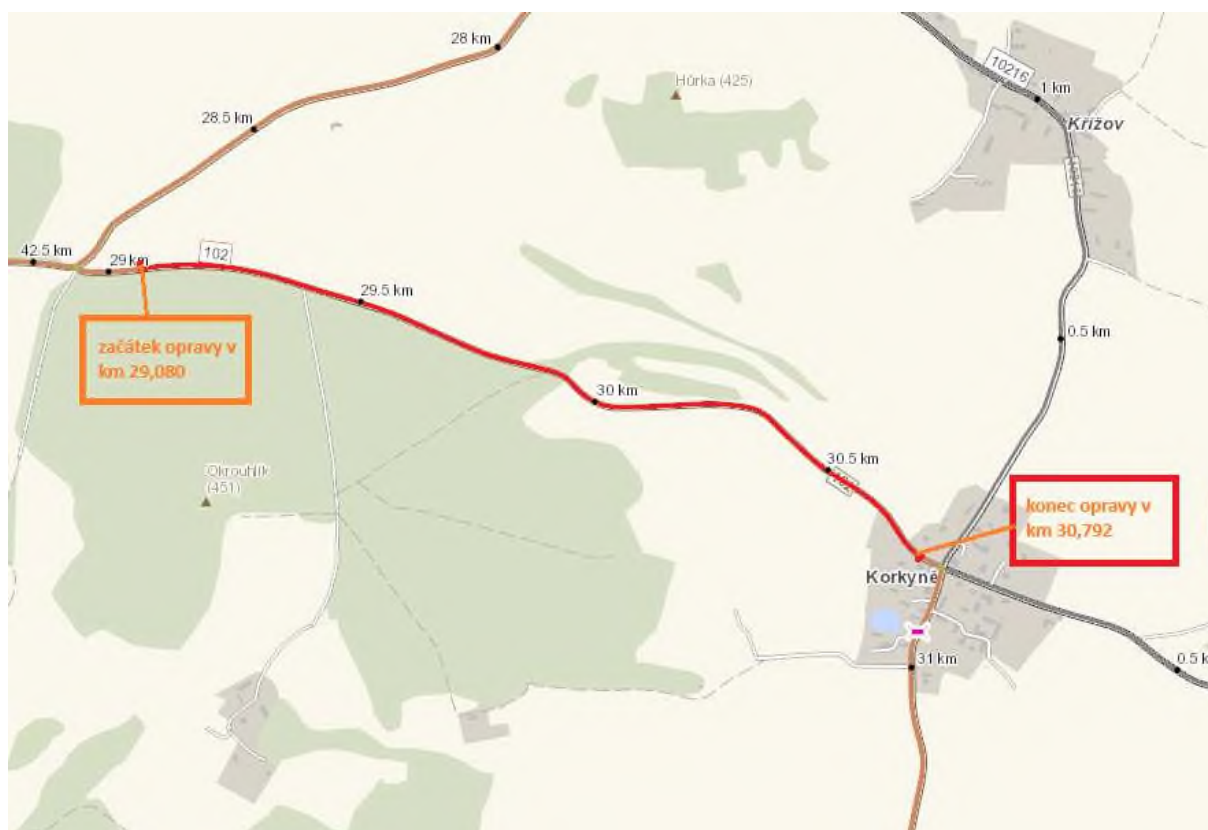 28 km
Hůrka (425)
10216
1 km
Křížov
28.5 km
42.5 km
29 km
102
29.5 km
začátek opravy v
km 29,080
0.5 km
30 km
30.5 km
102
Okrouhlík
(451)
konec opravy v
km 30,792
Korkyně
31 km
0.5 k